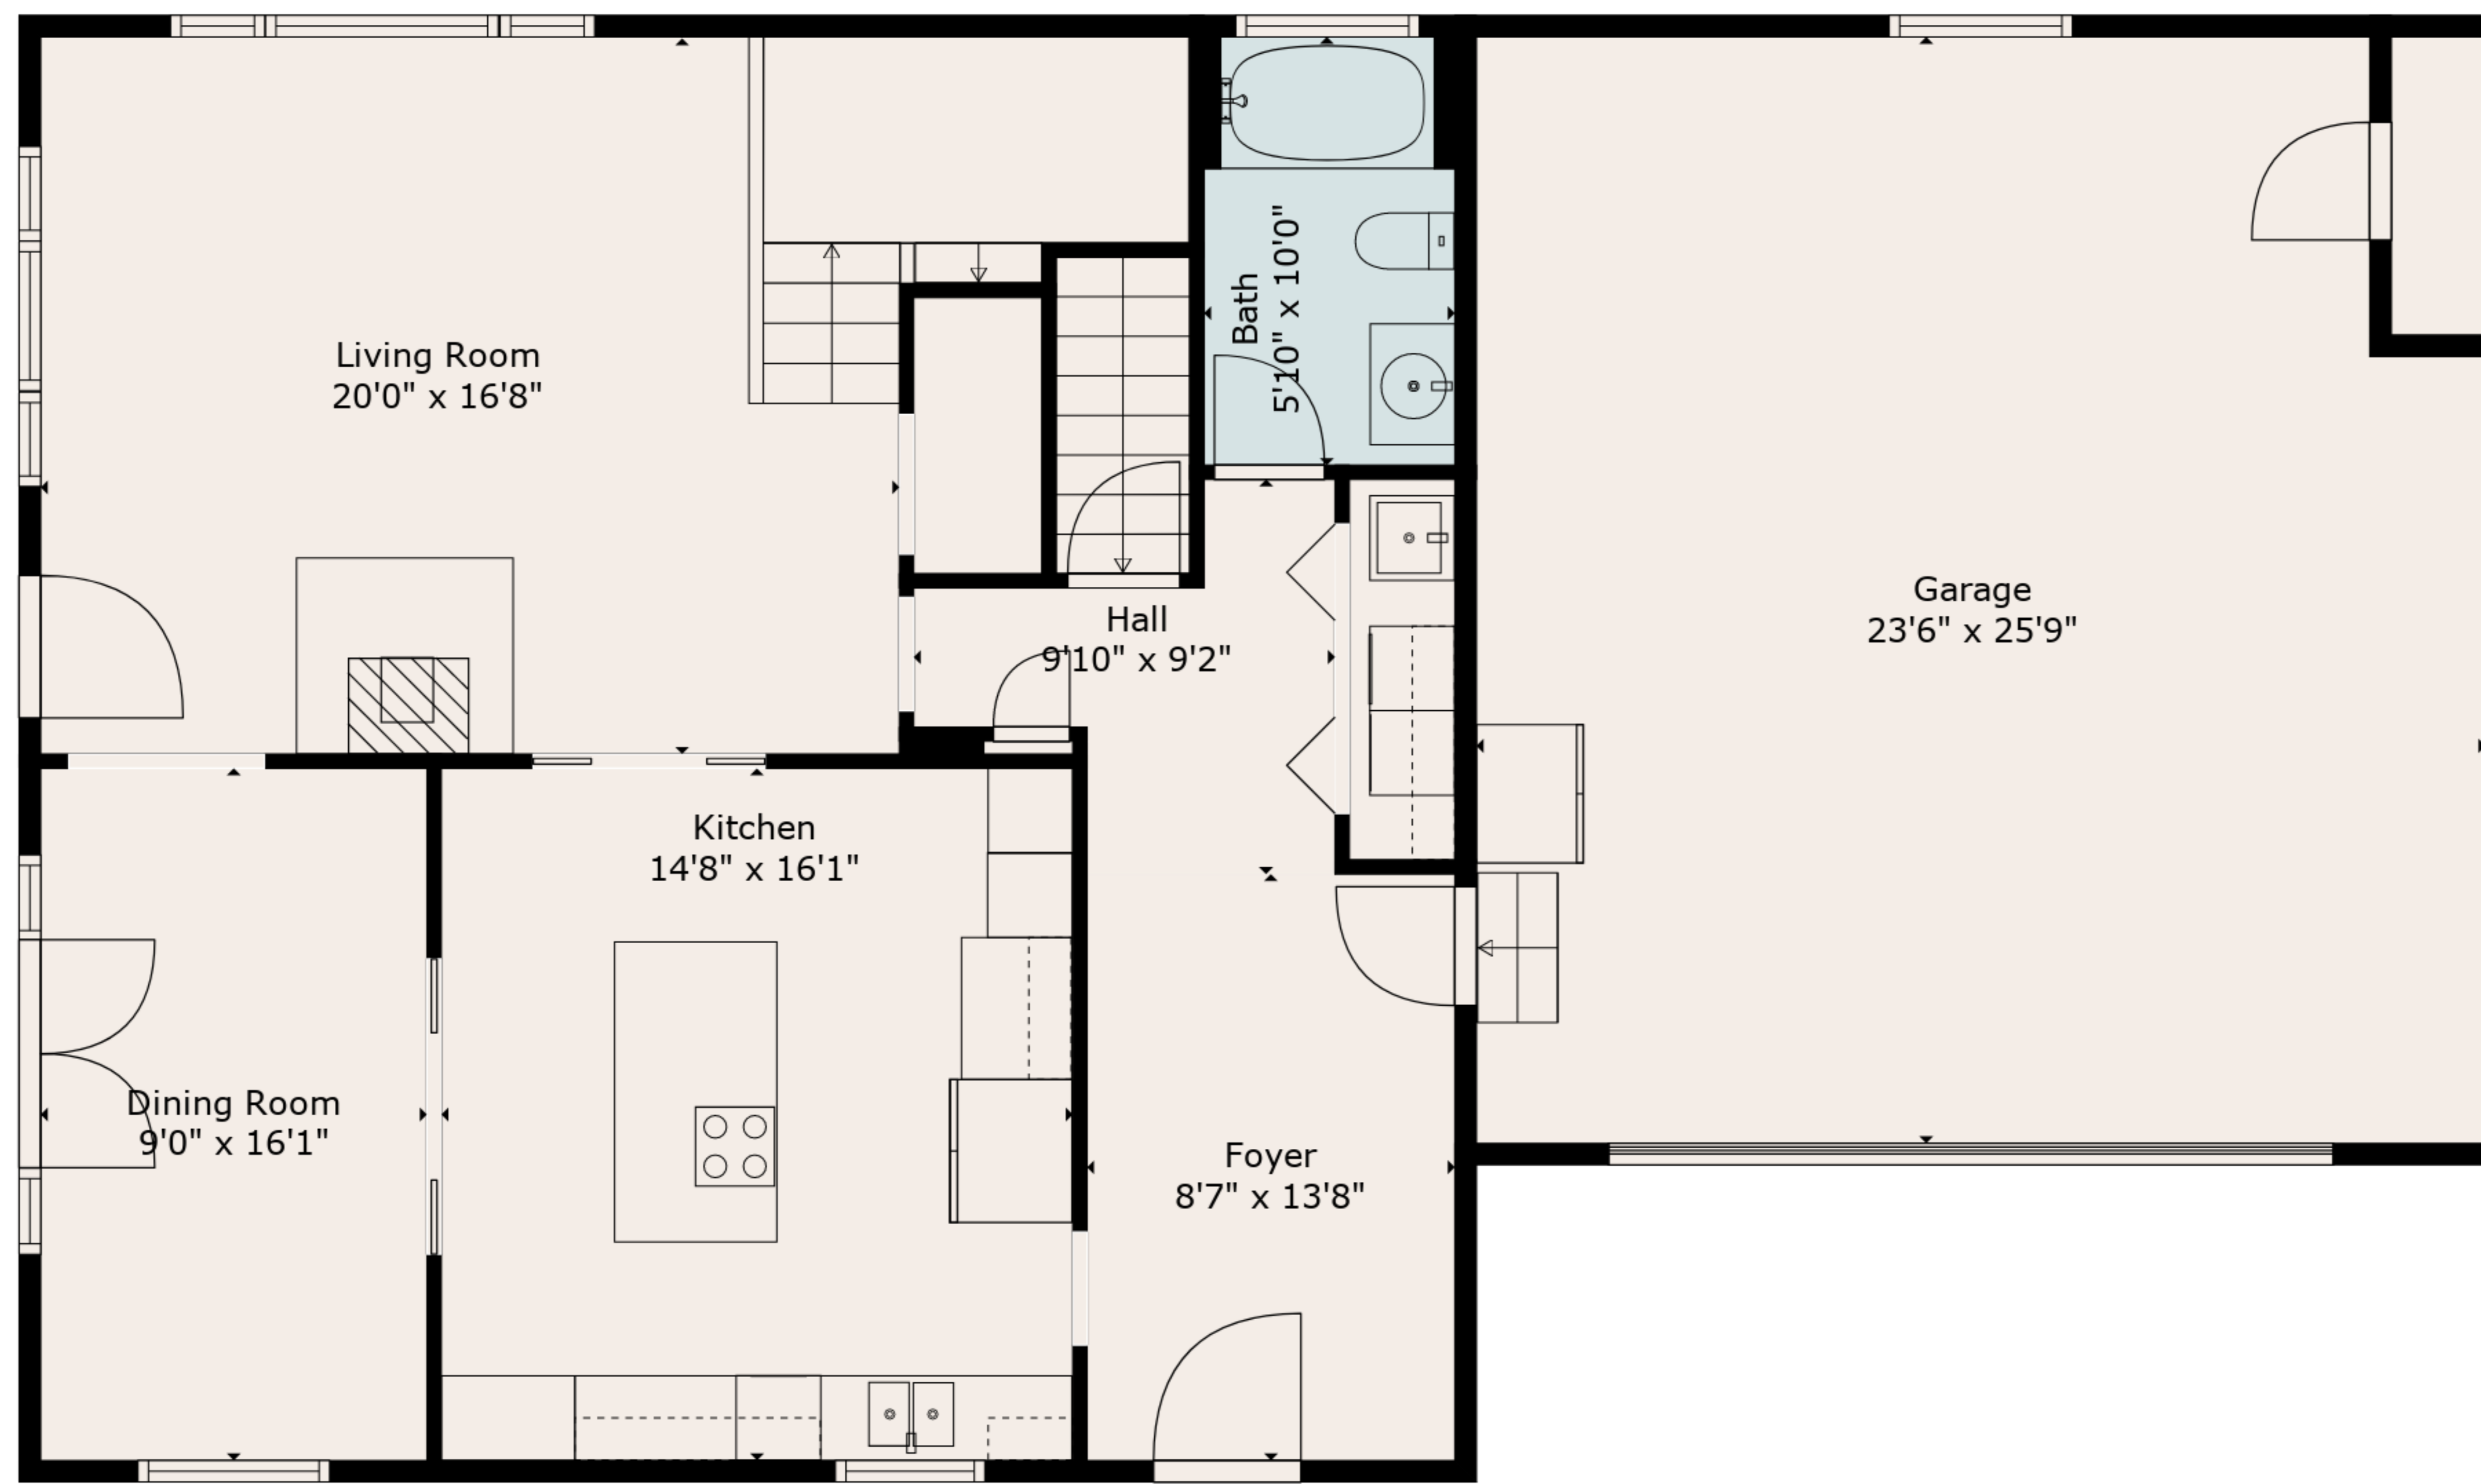 Living Room
20'0" x 16'8"
Bath
5'10" x 10'0"
Hall
9'10" x 9'2"
Garage
23'6" x 25'9"
Kitchen
14'8" x 16'1"
Dining Room
9'0" x 16'1"
Foyer
8'7" x 13'8"